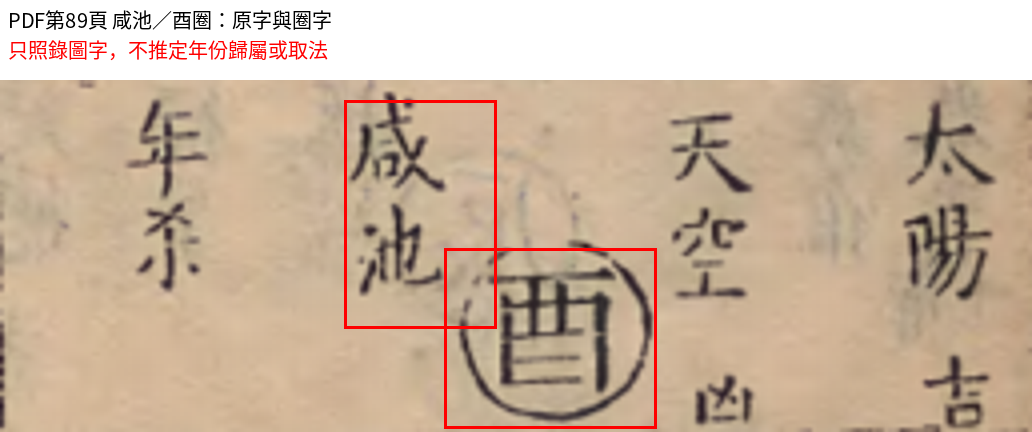 PDF第89頁 咸池／酉圈：原字與圈字
只照錄圖字，不推定年份歸屬或取法
太陽 吉
天空 凶
酉
咸池
年杀